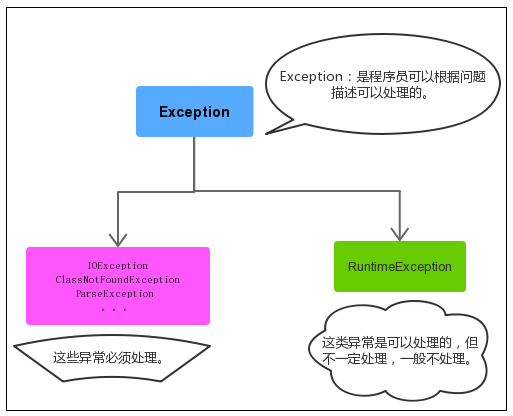 Exception：是程序员可以根据问题
描述可以处理的。
Exception
IOException
ClassNotFoundException
ParseException
。。。
RuntimeException
这些异常必须处理。
这类异常是可以处理的，但
不一定处理，一般不处理。